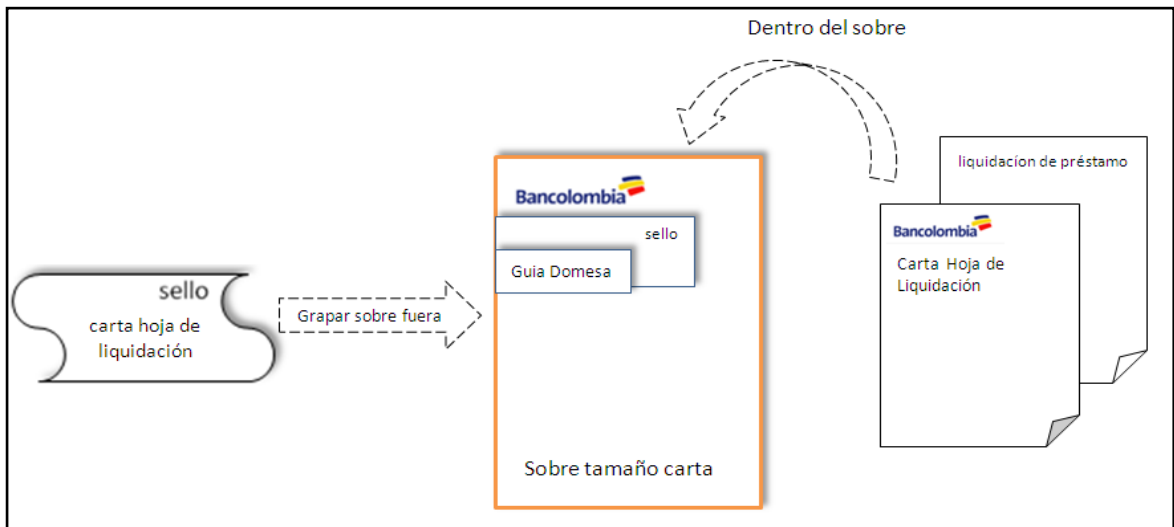 Dentro del sobre
liquidacíon de préstamo
Bancolombia
sello
Guia Domesa
Bancolombia
Carta Hoja de
Liquidación
sello
carta hoja de
liquidación
Grapar sobre fuera
Sobre tamaño carta